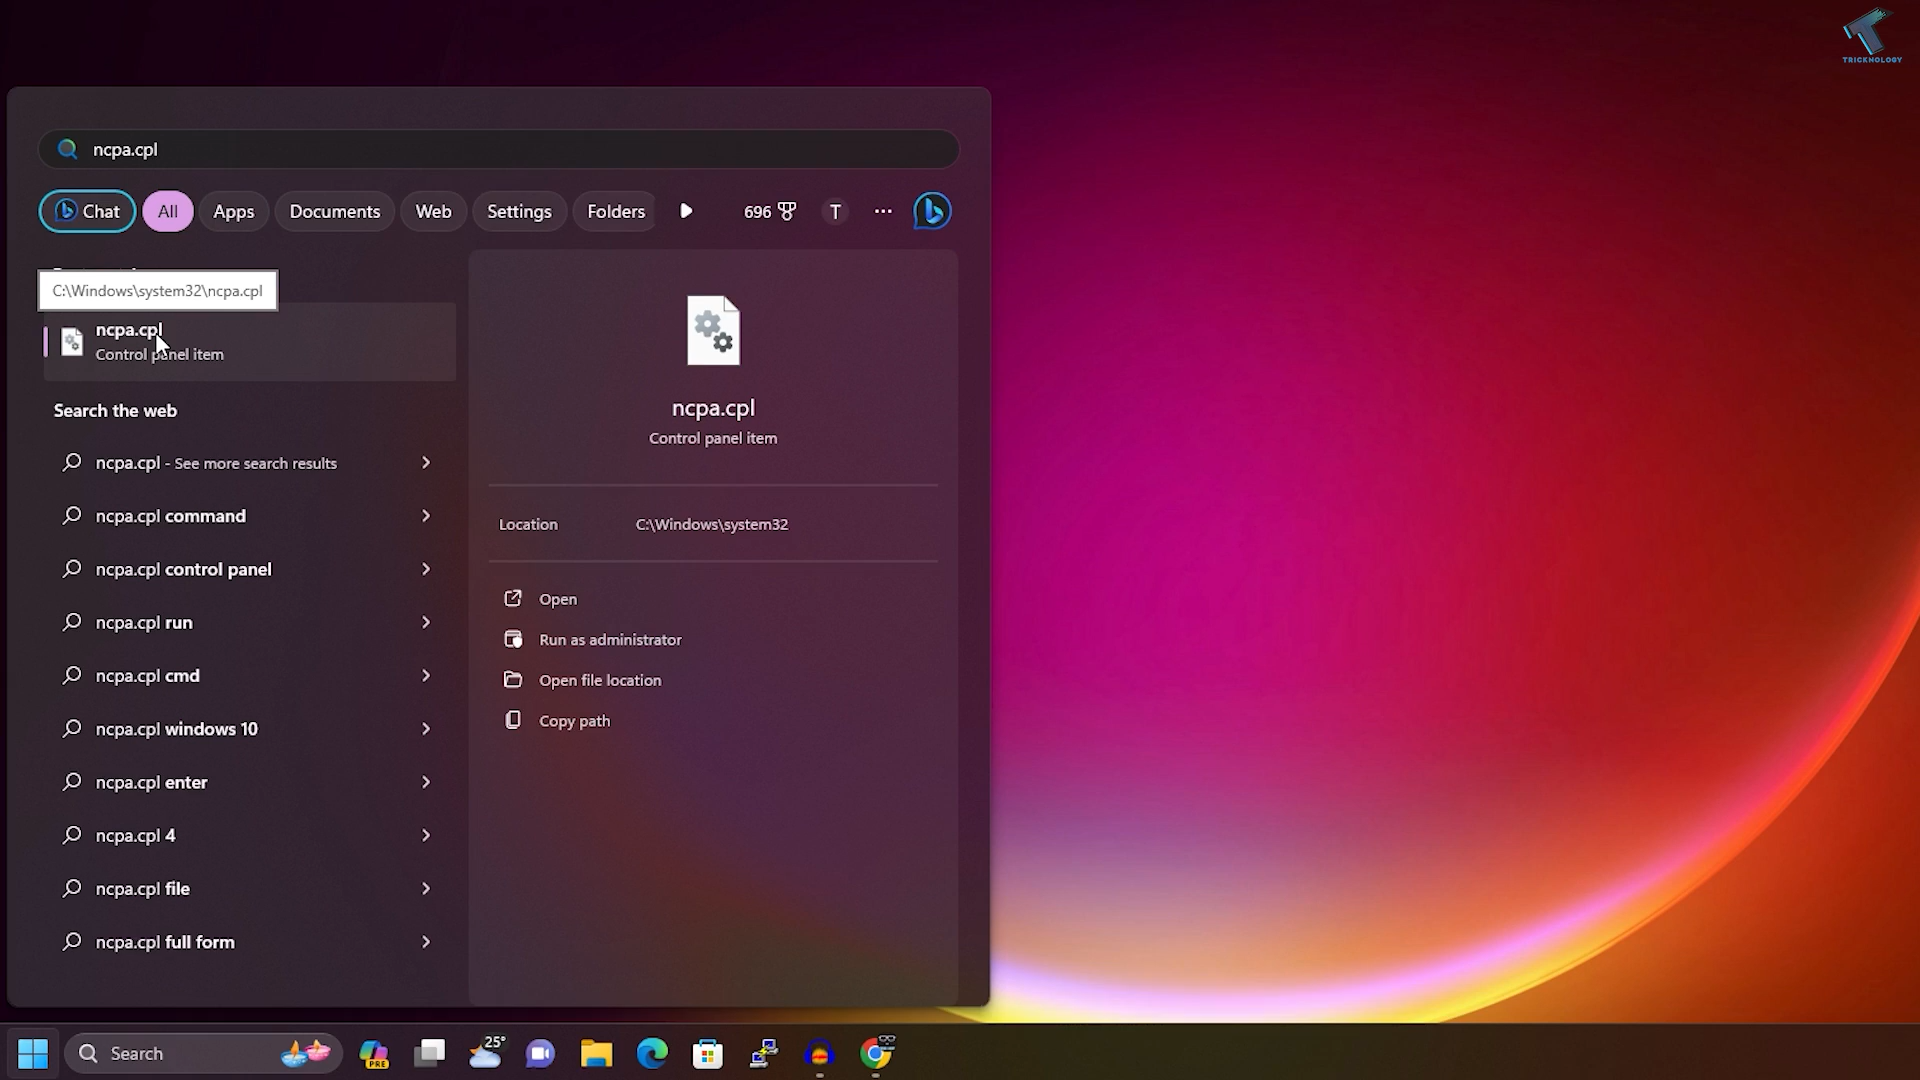 TRICKNOLOGY
ncpa.cpl
Chat
All
Apps
Documents
Web
Settings
Folders
696
T
C:\Windows\system32\ncpa.cpl
ncpa.cpl
Control panel item
Search the web
ncpa.cpl - See more search results
ncpa.cpl command
ncpa.cpl control panel
ncpa.cpl run
ncpa.cpl cmd
ncpa.cpl windows 10
ncpa.cpl enter
ncpa.cpl 4
ncpa.cpl file
ncpa.cpl full form
ncpa.cpl
Control panel item
Location C:\Windows\system32
Open
Run as administrator
Open file location
Copy path
Search
PRE
25°